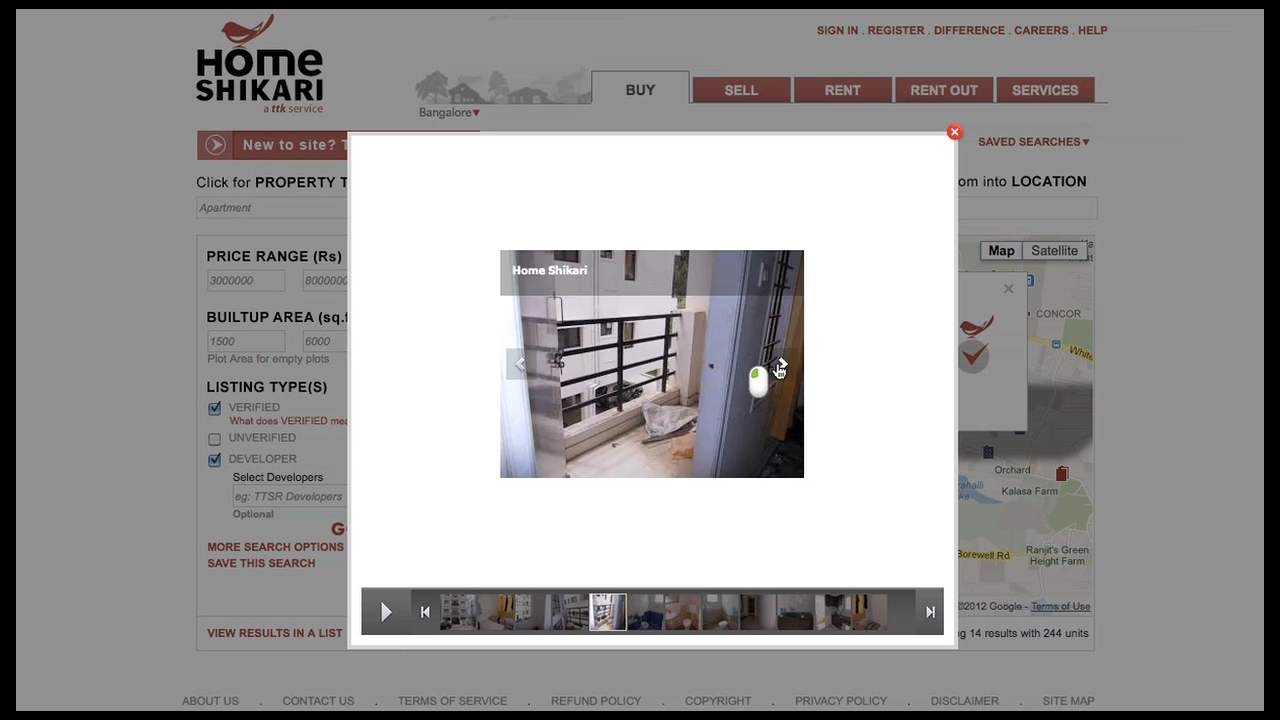 HOME
SHIKARI
a ttk service
SIGN IN . REGISTER . DIFFERENCE . CAREERS . HELP
BUY
SELL
RENT
RENT OUT
SERVICES
Bangalore▾
New to site? T
SAVED SEARCHES▾
Click for PROPERTY T
om into LOCATION
Apartment
PRICE RANGE (Rs)
3000000
8000000
BUILTUP AREA (sq.f
1500
6000
Plot Area for empty plots
LISTING TYPE(S)
VERIFIED
What does VERIFIED mea
UNVERIFIED
DEVELOPER
Select Developers
eg: TTSR Developers
Optional
G
MORE SEARCH OPTIONS
SAVE THIS SEARCH
VIEW RESULTS IN A LIST
Home Shikari
Map
Satellite
CONCOR
White
Orchard
Kalasa Farm
Borewell Rd
Ranjit's Green
Height Farm
©2012 Google - Terms of Use
ng 14 results with 244 units
ABOUT US . CONTACT US . TERMS OF SERVICE . REFUND POLICY . COPYRIGHT . PRIVACY POLICY . DISCLAIMER . SITE MAP